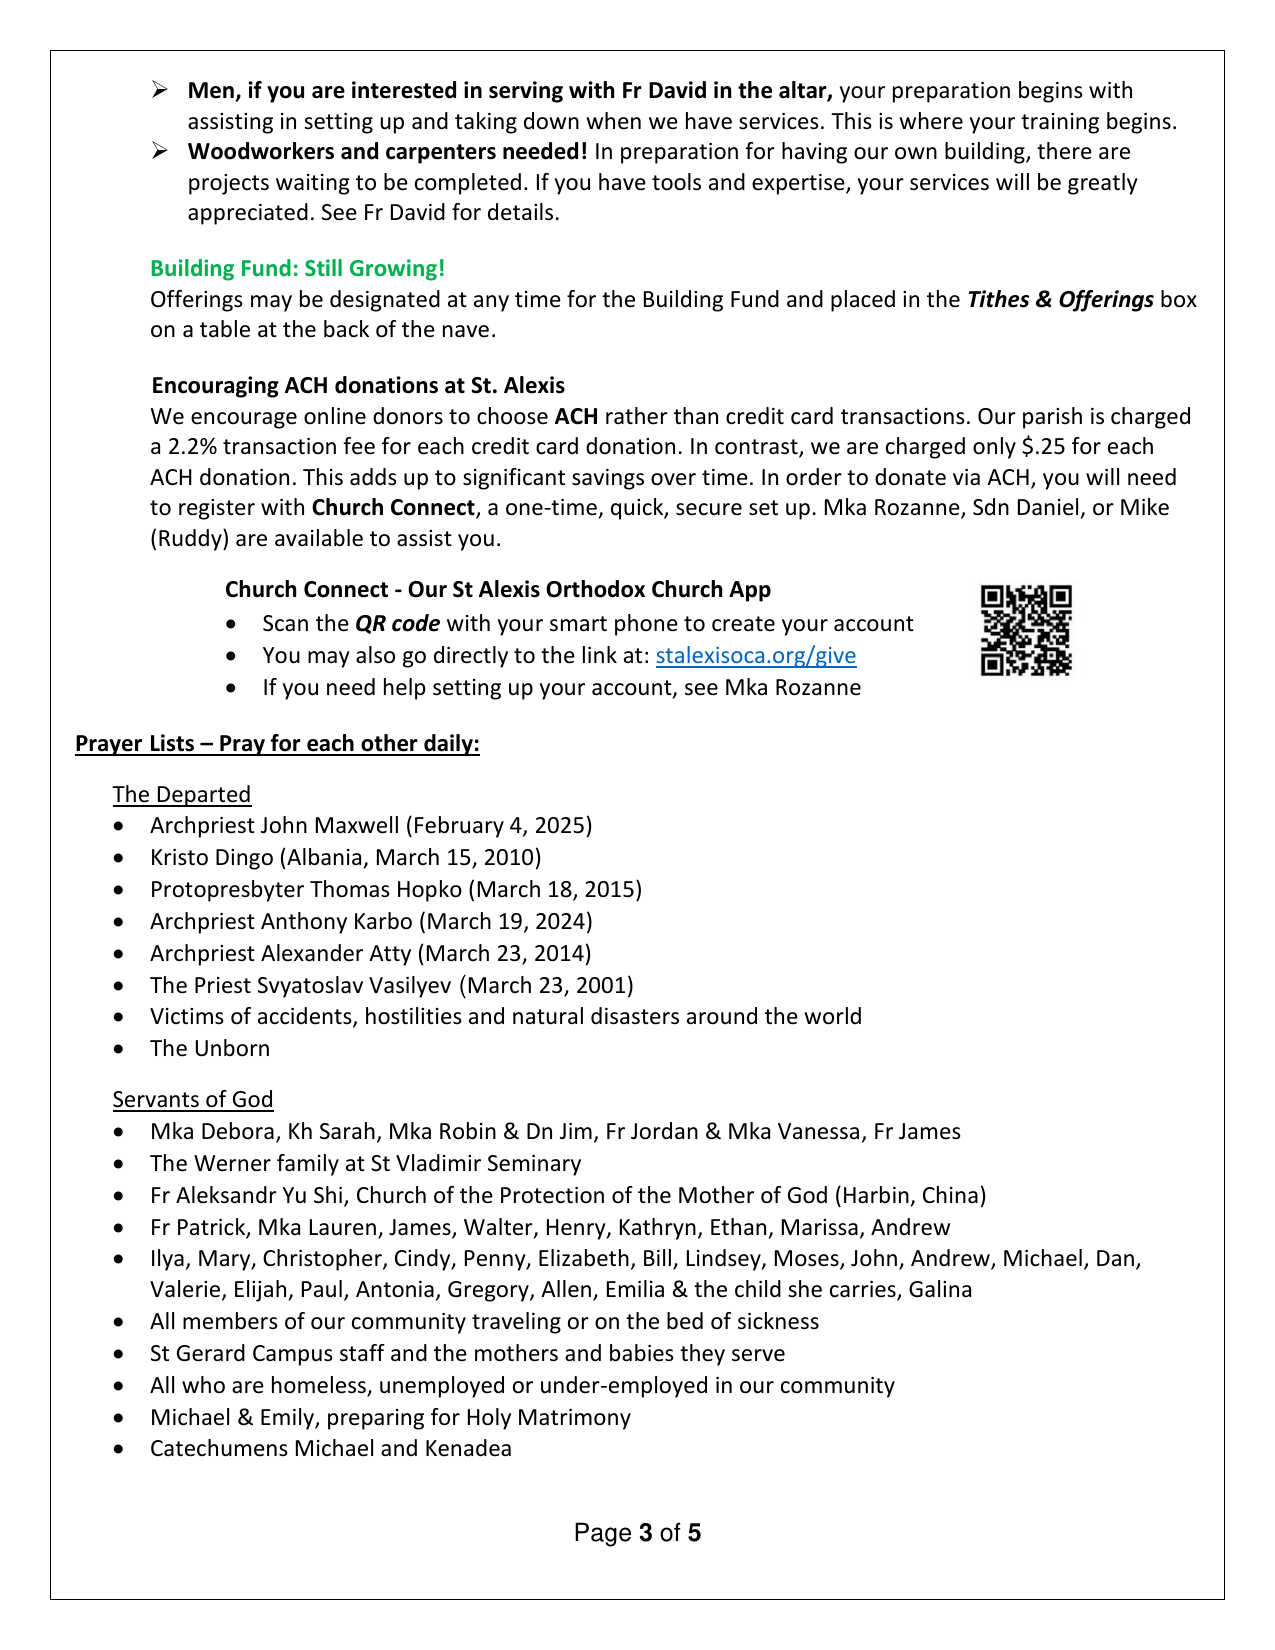 ➢ Men, if you are interested in serving with Fr David in the altar, your preparation begins with
assisting in setting up and taking down when we have services. This is where your training begins.
➢ Woodworkers and carpenters needed! In preparation for having our own building, there are
projects waiting to be completed. If you have tools and expertise, your services will be greatly
appreciated. See Fr David for details.
Building Fund: Still Growing!
Offerings may be designated at any time for the Building Fund and placed in the Tithes & Offerings box
on a table at the back of the nave.
Encouraging ACH donations at St. Alexis
We encourage online donors to choose ACH rather than credit card transactions. Our parish is charged
a 2.2% transaction fee for each credit card donation. In contrast, we are charged only $.25 for each
ACH donation. This adds up to significant savings over time. In order to donate via ACH, you will need
to register with Church Connect, a one-time, quick, secure set up. Mka Rozanne, Sdn Daniel, or Mike
(Ruddy) are available to assist you.
Church Connect - Our St Alexis Orthodox Church App
• Scan the QR code with your smart phone to create your account
• You may also go directly to the link at: stalexisoca.org/give
• If you need help setting up your account, see Mka Rozanne
Prayer Lists – Pray for each other daily:
The Departed
• Archpriest John Maxwell (February 4, 2025)
• Kristo Dingo (Albania, March 15, 2010)
• Protopresbyter Thomas Hopko (March 18, 2015)
• Archpriest Anthony Karbo (March 19, 2024)
• Archpriest Alexander Atty (March 23, 2014)
• The Priest Svyatoslav Vasilyev (March 23, 2001)
• Victims of accidents, hostilities and natural disasters around the world
• The Unborn
Servants of God
• Mka Debora, Kh Sarah, Mka Robin & Dn Jim, Fr Jordan & Mka Vanessa, Fr James
• The Werner family at St Vladimir Seminary
• Fr Aleksandr Yu Shi, Church of the Protection of the Mother of God (Harbin, China)
• Fr Patrick, Mka Lauren, James, Walter, Henry, Kathryn, Ethan, Marissa, Andrew
• Ilya, Mary, Christopher, Cindy, Penny, Elizabeth, Bill, Lindsey, Moses, John, Andrew, Michael, Dan,
Valerie, Elijah, Paul, Antonia, Gregory, Allen, Emilia & the child she carries, Galina
• All members of our community traveling or on the bed of sickness
• St Gerard Campus staff and the mothers and babies they serve
• All who are homeless, unemployed or under-employed in our community
• Michael & Emily, preparing for Holy Matrimony
• Catechumens Michael and Kenadea
Page 3 of 5